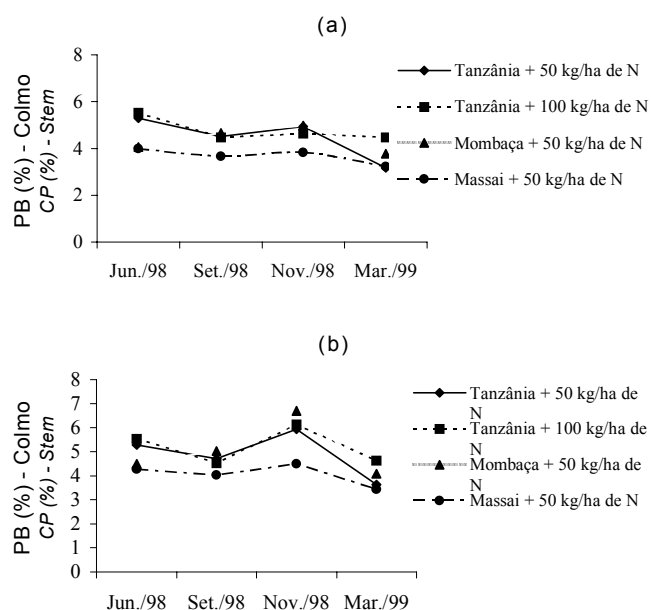 (a)
PB (%) - Colmo
CP (%) - Stem
8
6
4
2
0
Jun./98 Set./98 Nov./98 Mar./99
Tanzânia + 50 kg/ha de N
Tanzânia + 100 kg/ha de N
Mombaça + 50 kg/ha de N
Massai + 50 kg/ha de N
(b)
PB (%) - Colmo
CP (%) - Stem
8
7
6
5
4
3
2
1
0
Jun./98 Set./98 Nov./98 Mar./99
Tanzânia + 50 kg/ha de
N
Tanzânia + 100 kg/ha de
N
Mombaça + 50 kg/ha de
N
Massai + 50 kg/ha de N